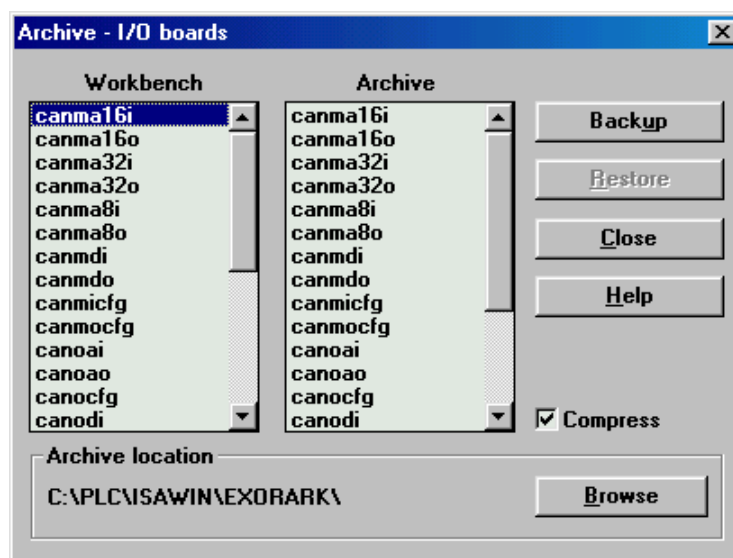 Archive - I/O boards
Workbench
canma16i
canma16o
canma32i
canma32o
canma8i
canma8o
canmdi
canmdo
canmicfg
canmocfg
canoai
canoao
canocfg
canodi
Archive
canma16i
canma16o
canma32i
canma32o
canma8i
canma8o
canmdi
canmdo
canmicfg
canmocfg
canoai
canoao
canocfg
canodi
Backup
Restore
Close
Help
Compress
Archive location
C:\PLC\ISAWIN\EXORARK\
Browse